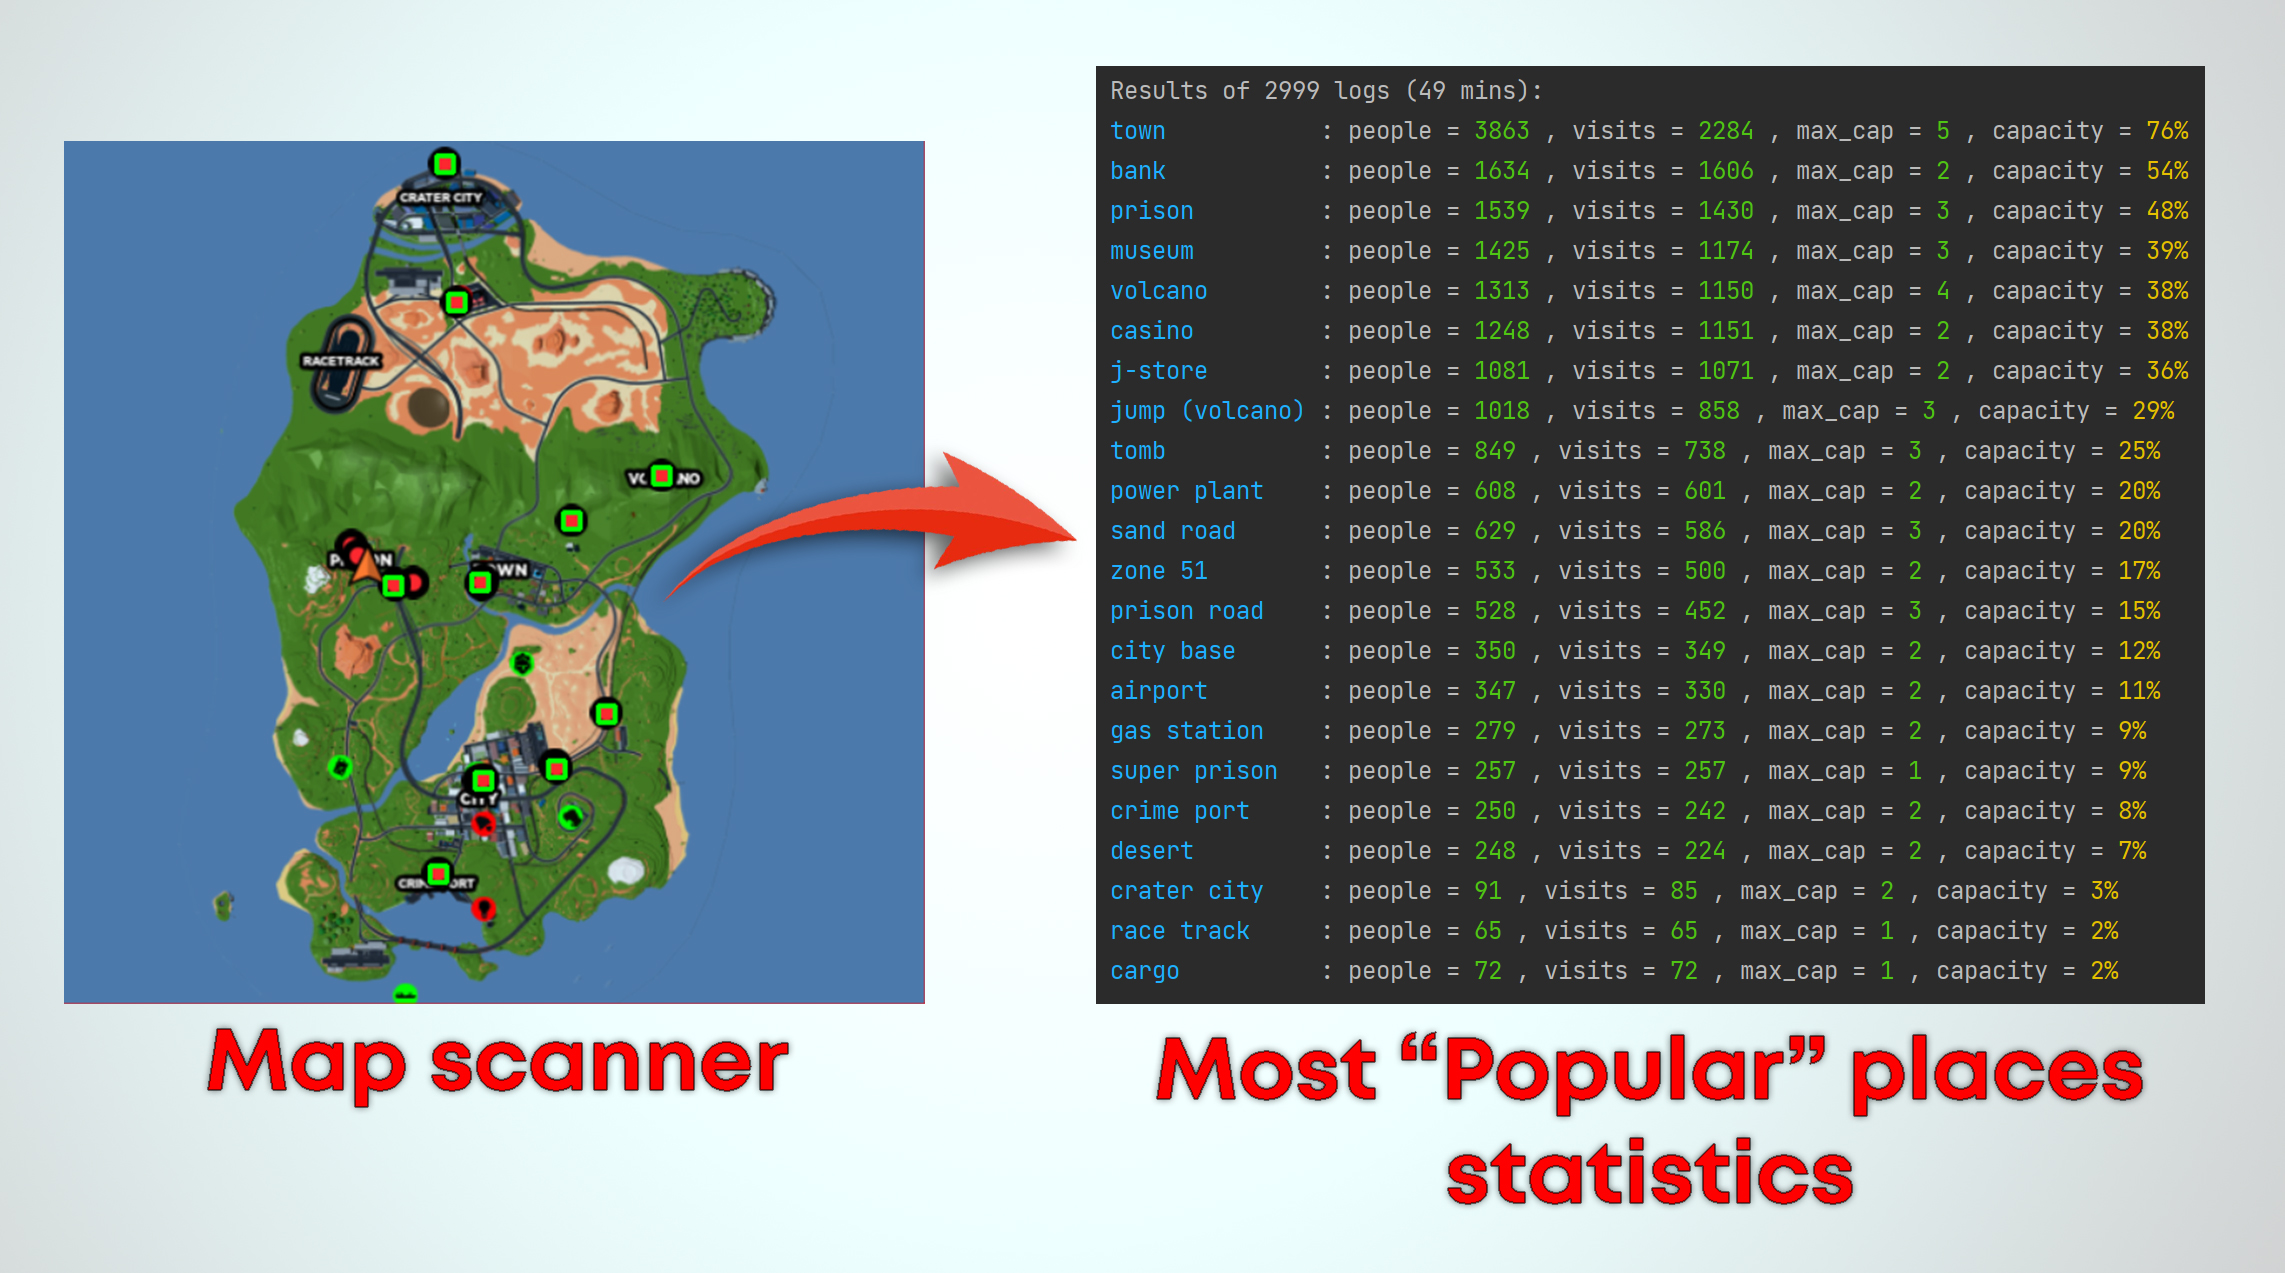 CRATER CITY
RACETRACK
VO NO
P ON
OWN
CITY
CRI ORT
Map scanner
Results of 2999 logs (49 mins):
town : people = 3863 , visits = 2284 , max_cap = 5 , capacity = 76%
bank : people = 1634 , visits = 1606 , max_cap = 2 , capacity = 54%
prison : people = 1539 , visits = 1430 , max_cap = 3 , capacity = 48%
museum : people = 1425 , visits = 1174 , max_cap = 3 , capacity = 39%
volcano : people = 1313 , visits = 1150 , max_cap = 4 , capacity = 38%
casino : people = 1248 , visits = 1151 , max_cap = 2 , capacity = 38%
j-store : people = 1081 , visits = 1071 , max_cap = 2 , capacity = 36%
jump (volcano) : people = 1018 , visits = 858 , max_cap = 3 , capacity = 29%
tomb : people = 849 , visits = 738 , max_cap = 3 , capacity = 25%
power plant : people = 608 , visits = 601 , max_cap = 2 , capacity = 20%
sand road : people = 629 , visits = 586 , max_cap = 3 , capacity = 20%
zone 51 : people = 533 , visits = 500 , max_cap = 2 , capacity = 17%
prison road : people = 528 , visits = 452 , max_cap = 3 , capacity = 15%
city base : people = 350 , visits = 349 , max_cap = 2 , capacity = 12%
airport : people = 347 , visits = 330 , max_cap = 2 , capacity = 11%
gas station : people = 279 , visits = 273 , max_cap = 2 , capacity = 9%
super prison : people = 257 , visits = 257 , max_cap = 1 , capacity = 9%
crime port : people = 250 , visits = 242 , max_cap = 2 , capacity = 8%
desert : people = 248 , visits = 224 , max_cap = 2 , capacity = 7%
crater city : people = 91 , visits = 85 , max_cap = 2 , capacity = 3%
race track : people = 65 , visits = 65 , max_cap = 1 , capacity = 2%
cargo : people = 72 , visits = 72 , max_cap = 1 , capacity = 2%
Most “Popular” places
statistics